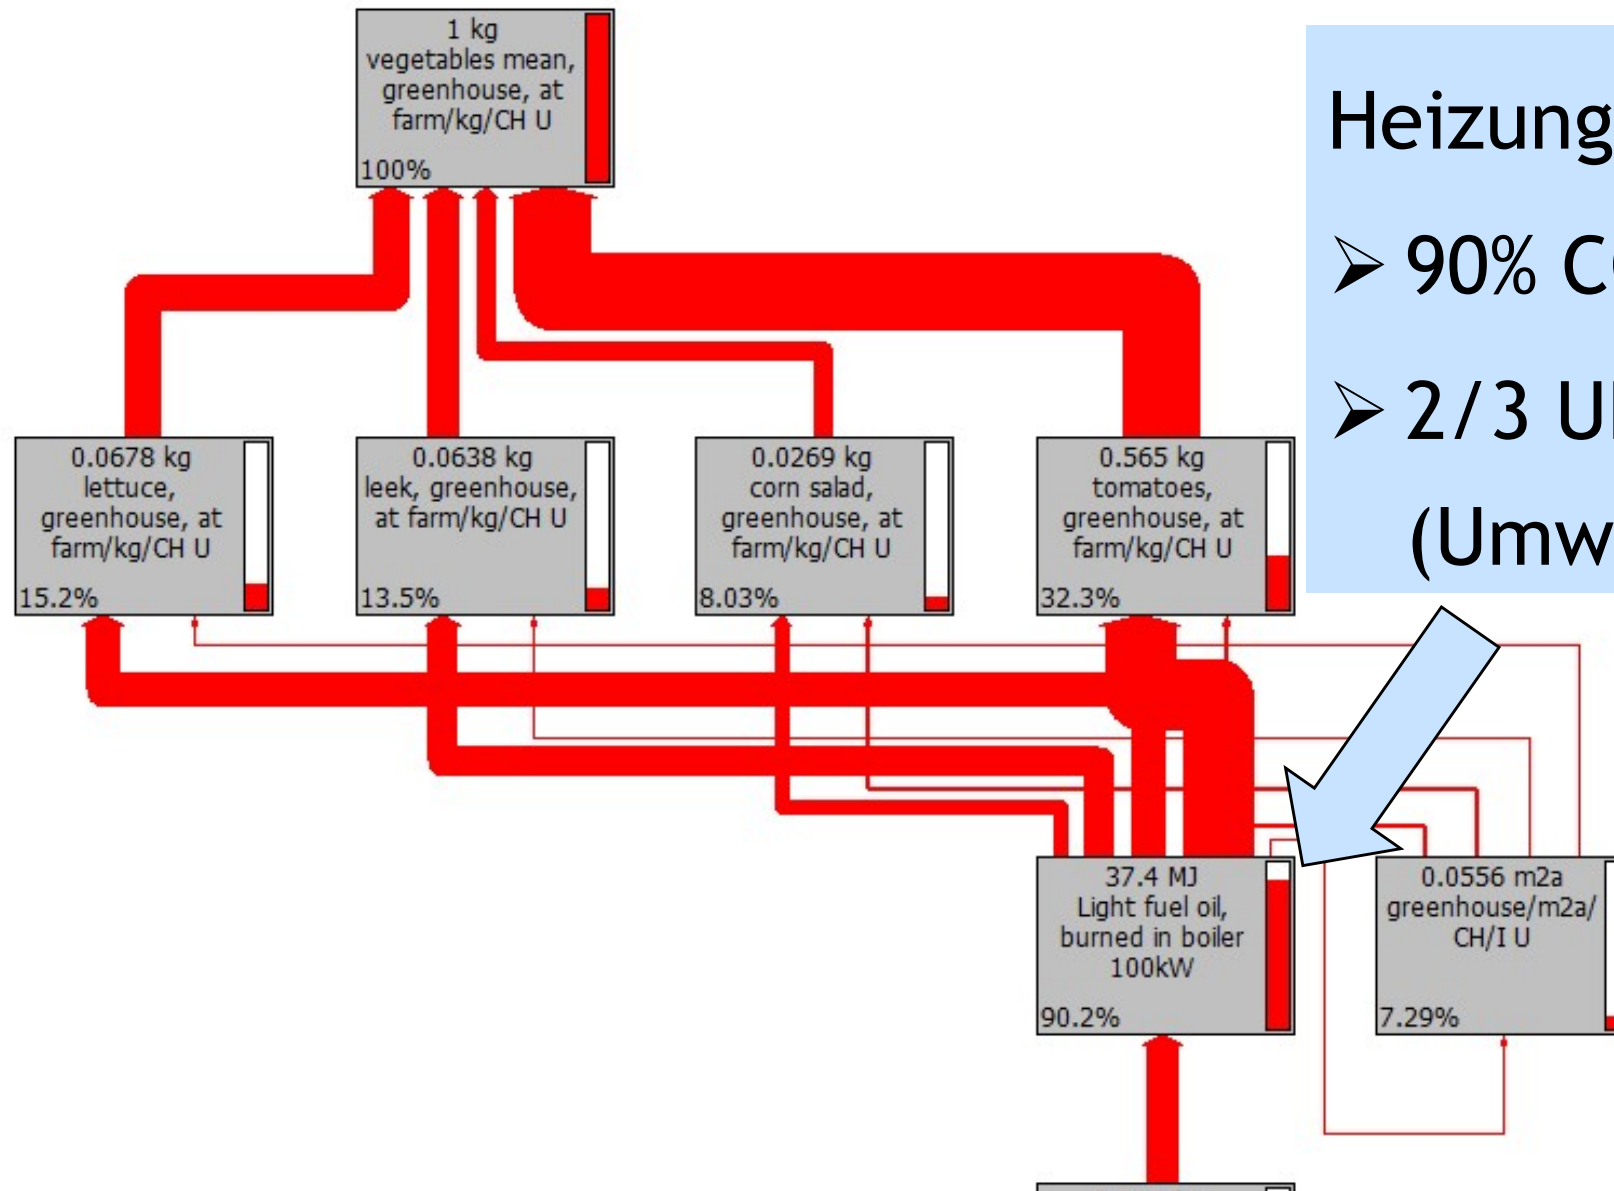 1 kg
vegetables mean,
greenhouse, at
farm/kg/CH U
100%
Heizung
90%
2/3
0.0678 kg
lettuce,
greenhouse, at
farm/kg/CH U
15.2%
0.0638 kg
leek, greenhouse,
at farm/kg/CH U
13.5%
0.0269 kg
corn salad,
greenhouse, at
farm/kg/CH U
8.03%
0.565 kg
tomatoes,
greenhouse, at
farm/kg/CH U
32.3%
37.4 MJ
Light fuel oil,
burned in boiler
100kW
90.2%
0.0556 m2a
greenhouse/m2a/
CH/I U
7.29%